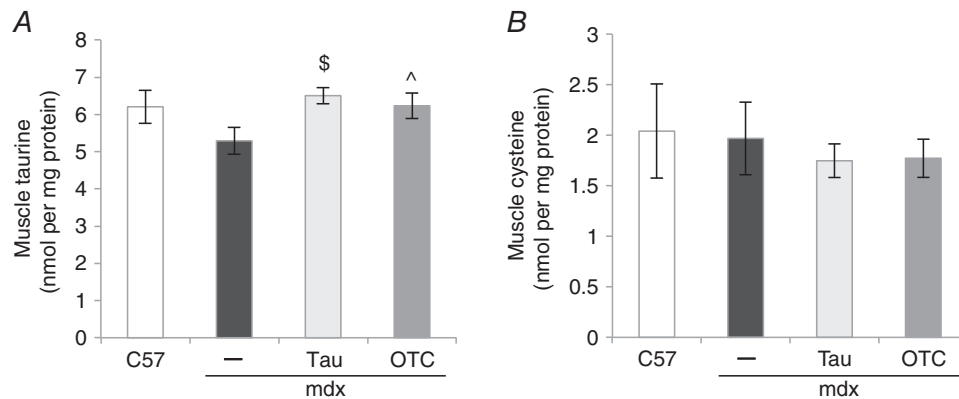 A
Muscle taurine
(nmol per mg protein)
8
7
6
5
4
3
2
1
0
$
^
C57
–
Tau
OTC
mdx
B
Muscle cysteine
(nmol per mg protein)
3
2.5
2
1.5
1
0.5
0
C57
–
Tau
OTC
mdx